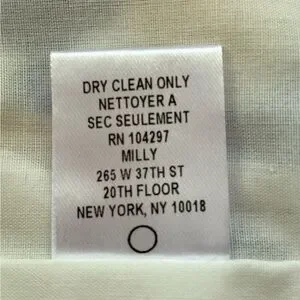 DRY CLEAN ONLY
NETTOYER A
SEC SEULEMENT
RN 104297
MILLY
265 W 37TH ST
20TH FLOOR
NEW YORK, NY 10018